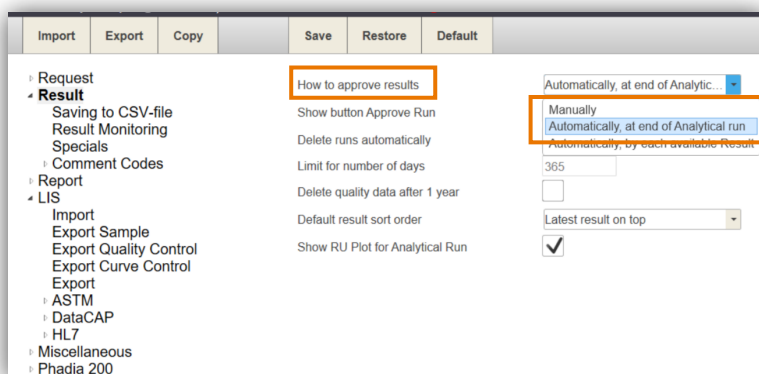 Import Export Copy Save Restore Default
Request
Result
Saving to CSV-file
Result Monitoring
Specials
Comment Codes
Report
LIS
Import
Export Sample
Export Quality Control
Export Curve Control
Export
ASTM
DataCAP
HL7
Miscellaneous
Phadia 200
How to approve results Automatically, at end of Analytic...
Show button Approve Run Manually
Automatically, at end of Analytical run
Delete runs automatically Automatically, by each available Result
Limit for number of days 365
Delete quality data after 1 year
Default result sort order Latest result on top
Show RU Plot for Analytical Run